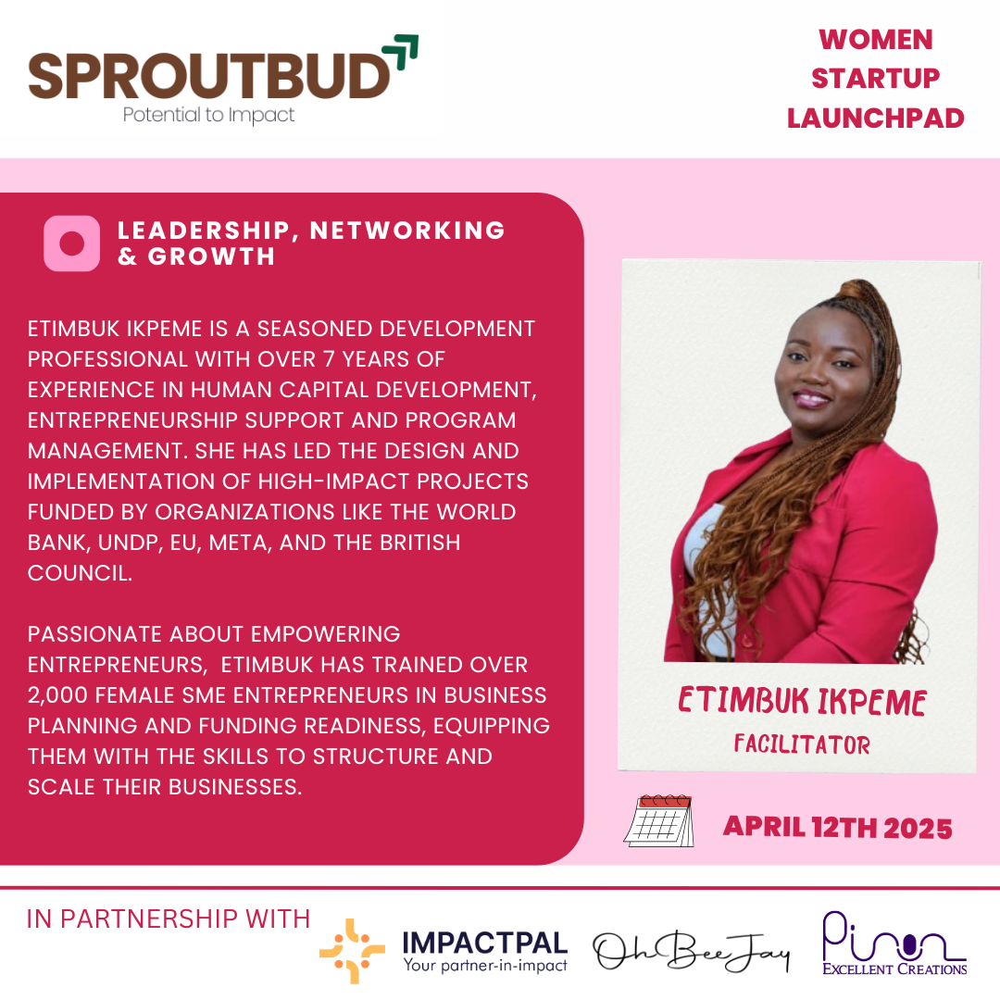 SPROUTBUD
Potential to Impact
WOMEN
STARTUP
LAUNCHPAD
LEADERSHIP, NETWORKING
& GROWTH
ETIMBUK IKPEME IS A SEASONED DEVELOPMENT
PROFESSIONAL WITH OVER 7 YEARS OF
EXPERIENCE IN HUMAN CAPITAL DEVELOPMENT,
ENTREPRENEURSHIP SUPPORT AND PROGRAM
MANAGEMENT. SHE HAS LED THE DESIGN AND
IMPLEMENTATION OF HIGH-IMPACT PROJECTS
FUNDED BY ORGANIZATIONS LIKE THE WORLD
BANK, UNDP, EU, META, AND THE BRITISH
COUNCIL.
PASSIONATE ABOUT EMPOWERING
ENTREPRENEURS,  ETIMBUK HAS TRAINED OVER
2,000 FEMALE SME ENTREPRENEURS IN BUSINESS
PLANNING AND FUNDING READINESS, EQUIPPING
THEM WITH THE SKILLS TO STRUCTURE AND
SCALE THEIR BUSINESSES.
ETIMBUK IKPEME
FACILITATOR
APRIL 12TH 2025
IN PARTNERSHIP WITH
IMPACTPAL
Your partner-in-impact
OhBeeJay
Pinon
EXCELLENT CREATIONS